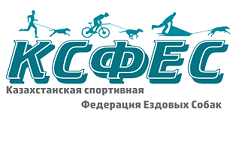 КСФЕС
Казахстанская спортивная
Федерация Ездовых Собак